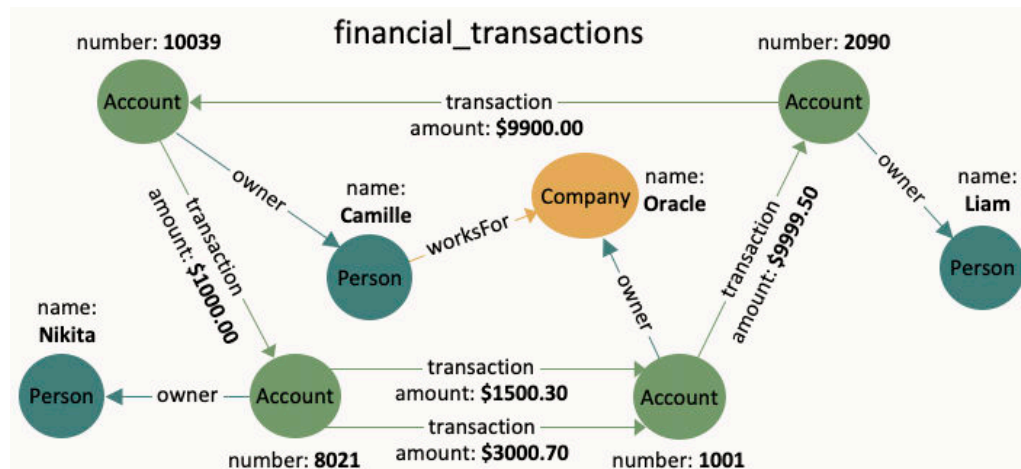 financial_transactions
number: 10039
number: 2090
Account
transaction
amount: $9900.00
Account
owner
name:
Camille
Company
name:
Oracle
owner
name:
Liam
transaction
amount: $1000.00
Person
worksFor
transaction
amount: $9999.50
Person
name:
Nikita
owner
Person
owner
Account
transaction
amount: $1500.30
Account
transaction
amount: $3000.70
number: 8021
number: 1001